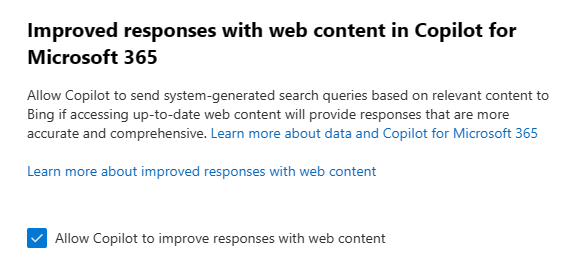 Improved responses with web content in Copilot for
Microsoft 365
Allow Copilot to send system-generated search queries based on relevant content to
Bing if accessing up-to-date web content will provide responses that are more
accurate and comprehensive. Learn more about data and Copilot for Microsoft 365
Learn more about improved responses with web content
Allow Copilot to improve responses with web content